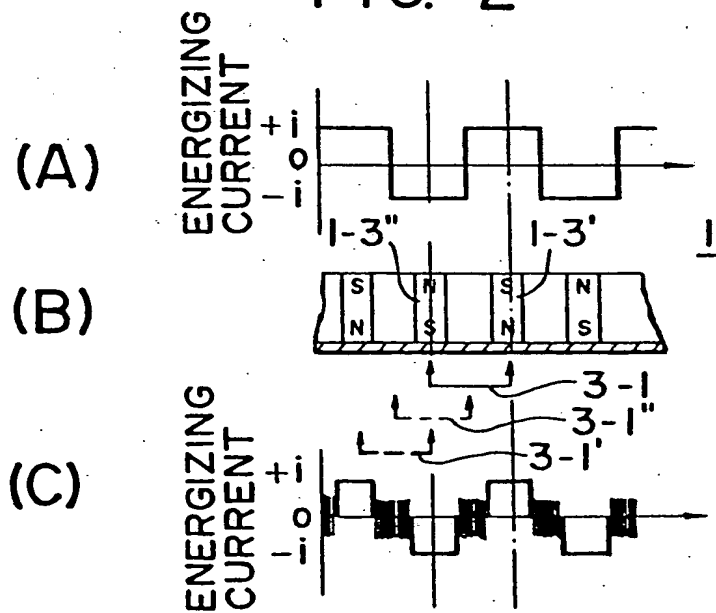 FIG. 2
(A)
ENERGIZING
CURRENT
+i
0
-i
1-3"
1-3'
1
(B)
S
N
S
N
N
S
N
S
3-1
3-1"
3-1'
(C)
ENERGIZING
CURRENT
+i
0
-i